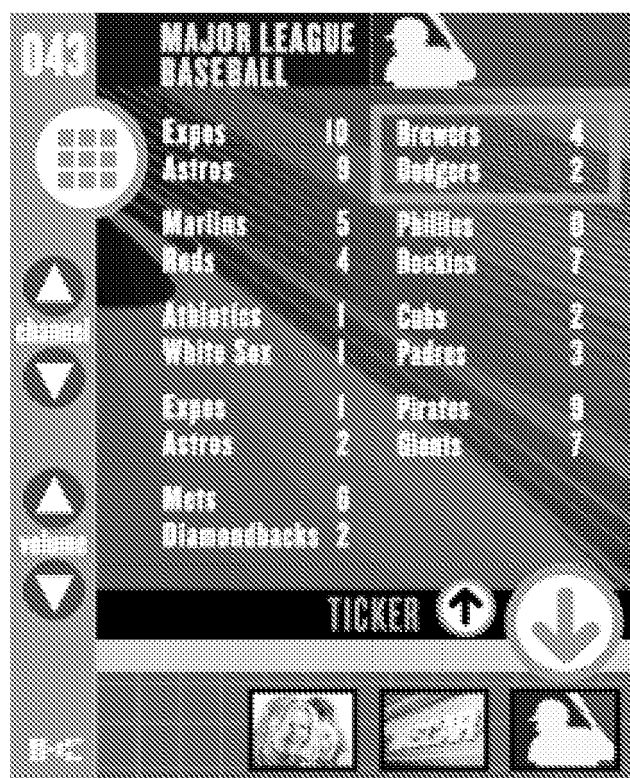 043
MAJOR LEAGUE
BASEBALL
Expos 10
Astros 9
Marlins 5
Reds 4
Athletics 1
White Sox 1
Expos 1
Astros 2
Mets 6
Diamondbacks 2
Brewers 4
Dodgers 2
Phillies
Rockies 7
Cubs 2
Padres 3
Pirates 9
Giants 7
channel
volume
TICKER